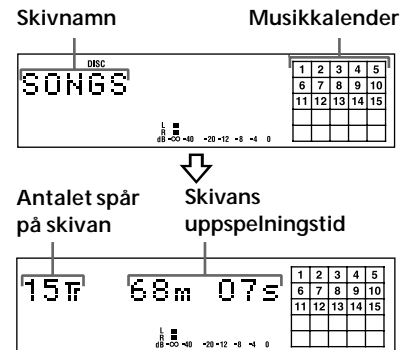 Skivnamn Musikkalender
DISC
SONGS
1 2 3 4 5
6 7 8 9 10
11 12 13 14 15
L
R
dB -∞ -40 -20 -12 -8 -4 0
Antalet spår på skivan
Skivans uppspelningstid
15Tr 68m 07s
1 2 3 4 5
6 7 8 9 10
11 12 13 14 15
L
R
dB -∞ -40 -20 -12 -8 -4 0